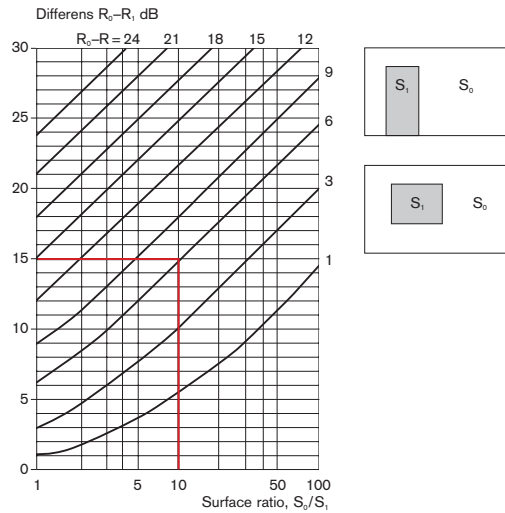 Differens R₀–R₁ dB
R₀–R = 24 21 18 15 12
30
9
25
6
20
3
15
1
10
5
0
1 5 10 50 100
Surface ratio, S₀/S₁
S₁ S₀
S₁ S₀